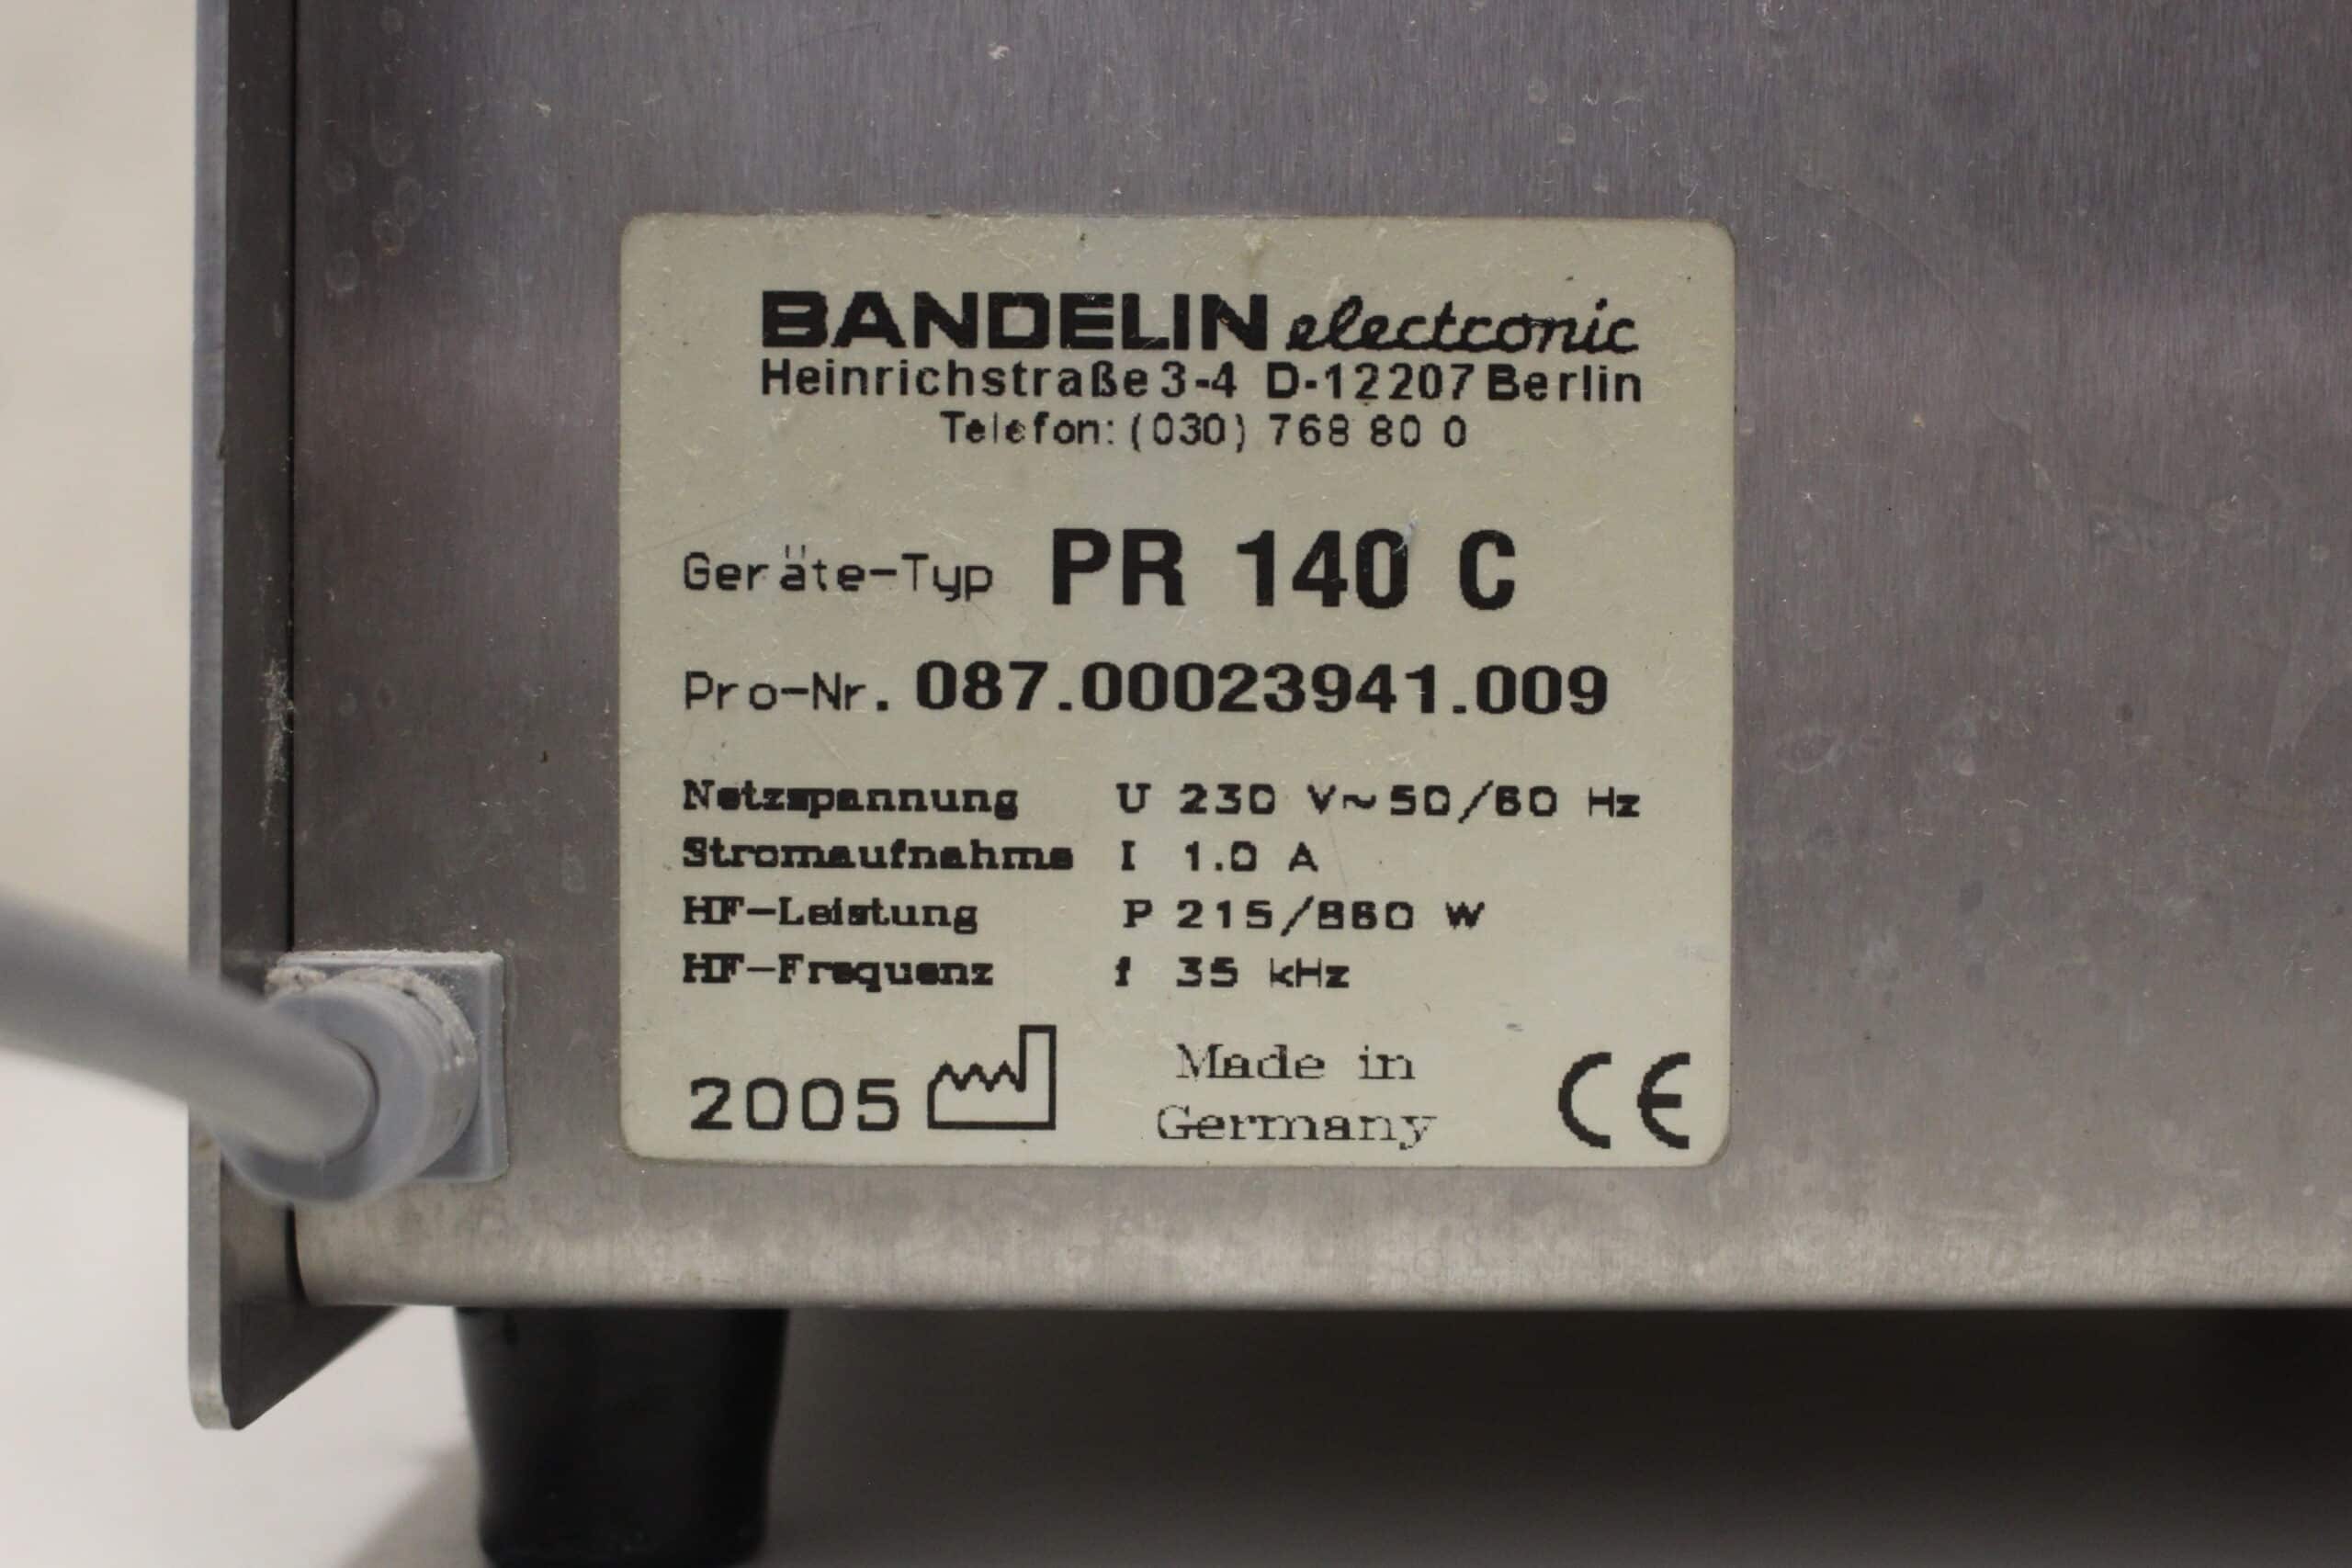 BANDELIN electronic
Heinrichstraße 3-4 D-12207 Berlin
Telefon: (030) 768 80 0
Geräte-Typ PR 140 C
Pro-Nr. 087.00023941.009
Netzspannung U 230 V~50/60 Hz
Stromaufnahme I 1.0 A
HF-Leistung P 215/860 W
HF-Frequenz f 35 kHz
2005
Made in
Germany
CE